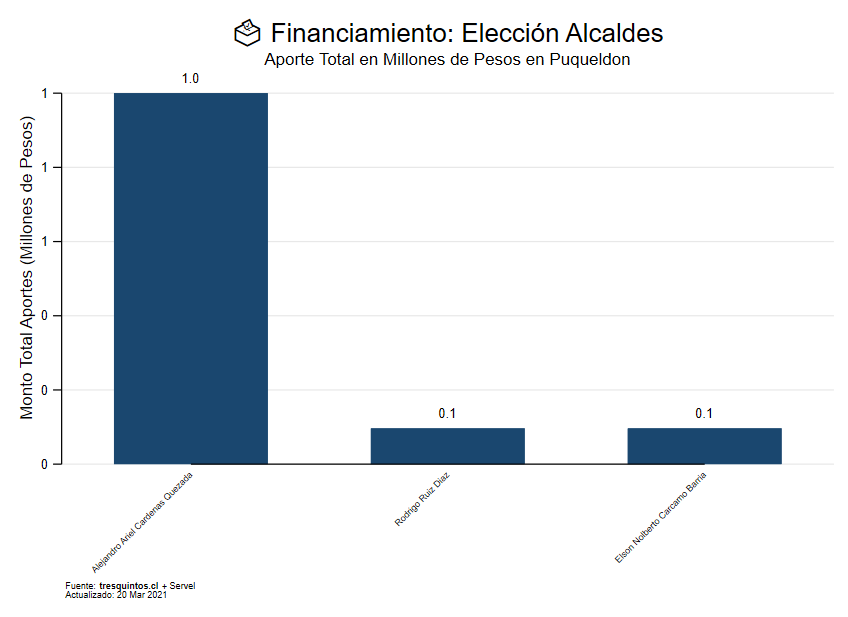 Financiamiento: Elección Alcaldes
Aporte Total en Millones de Pesos en Puqueldon
Monto Total Aportes (Millones de Pesos)
1
1
1
0
0
0
1.0
0.1
0.1
Alejandro Ariel Cardenas Quezada
Rodrigo Ruiz Diaz
Elson Nolberto Carcamo Barria
Fuente: tresquintos.cl + Servel
Actualizado: 20 Mar 2021